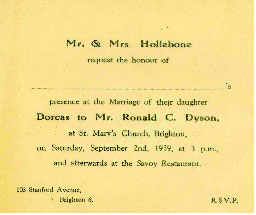 Mr. & Mrs Hollebone
request the honour of
's
presence at the Marriage of their daughter
Dorcas to Mr. Ronald C. Dyson,
at St. Mary's Church, Brighton,
on Saturday, September 2nd, 1939, at 3 p.m.,
and afterwards at the Savoy Restaurant.
103 Stanford Avenue,
Brighton 6.
R.S.V.P.